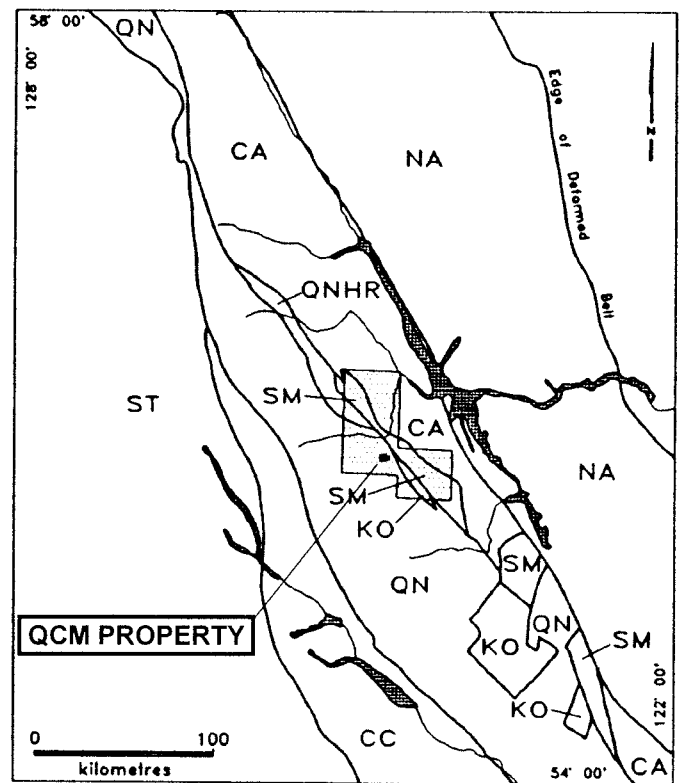 58° 00'
128° 00'
QN
CA
NA
Edge of Deformed Belt
N
QNHR
ST
SM
CA
NA
SM
KO
QN
SM
QCM PROPERTY
QN
KO
SM
KO
122° 00'
0 100
kilometres
CC
54° 00'
CA